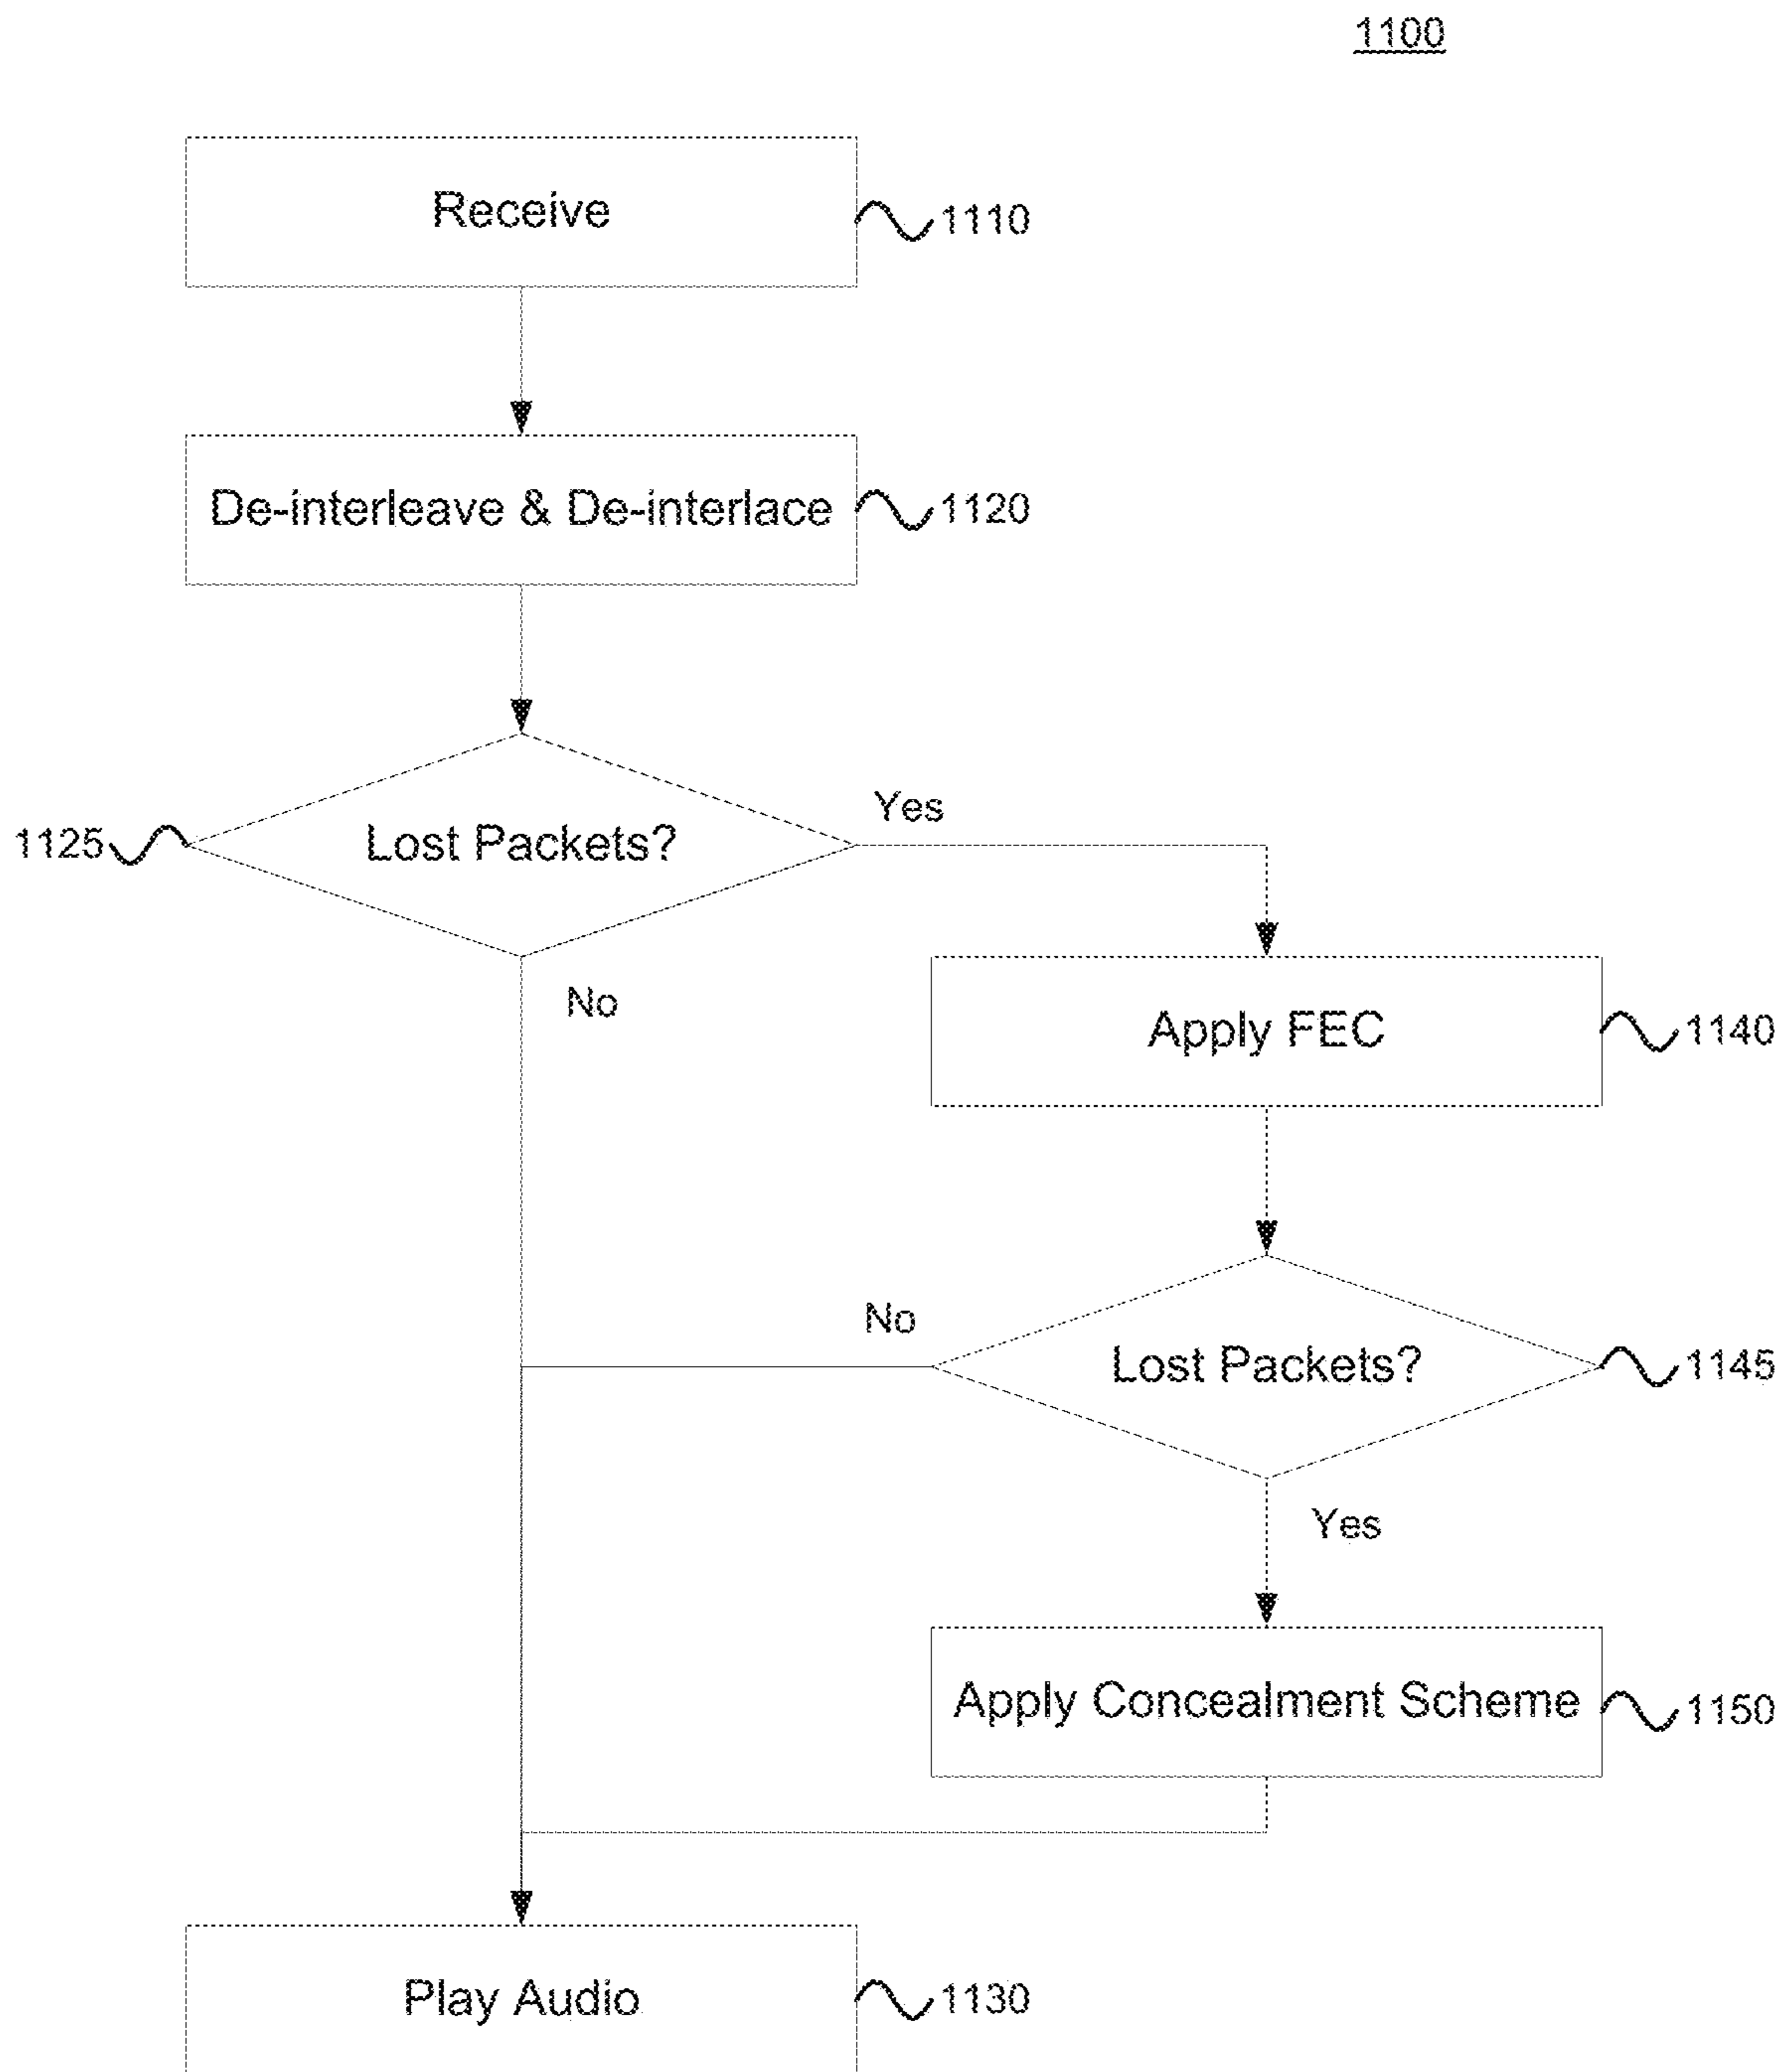 1100
Receive
1110
De-interleave & De-interlace
1120
Yes
1125
Lost Packets?
No
Apply FEC
1140
No
Lost Packets?
1145
Yes
Apply Concealment Scheme
1150
Play Audio
1130